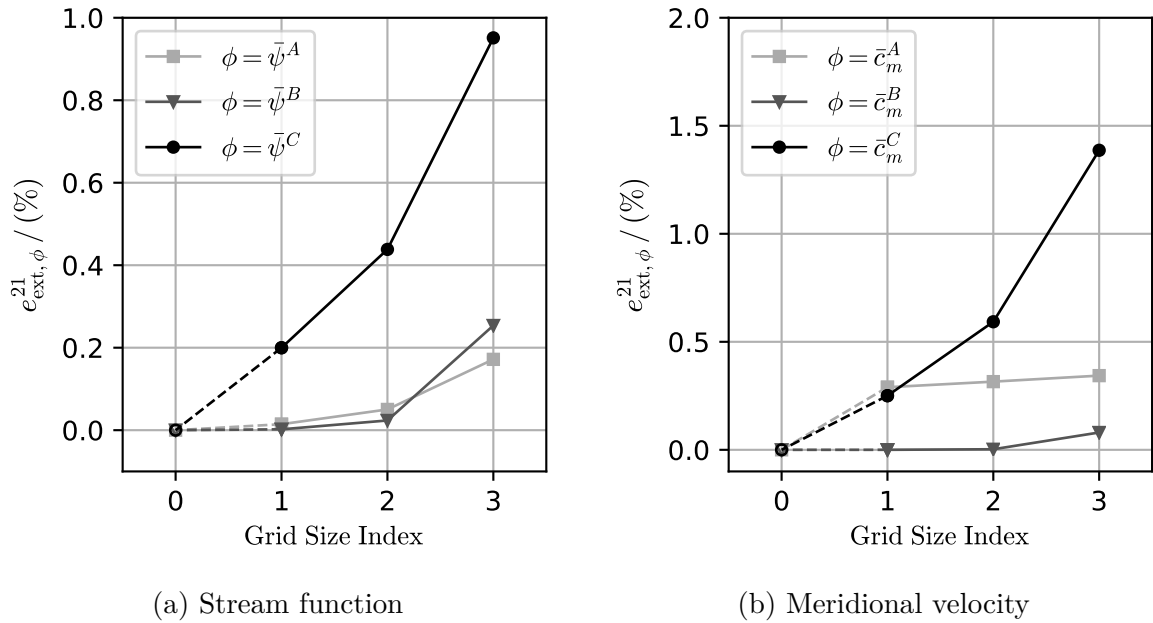 1.0
0.8
0.6
0.4
0.2
0.0
e^{21}_{ext, ϕ} / (%)
ϕ = ψ̄^A
ϕ = ψ̄^B
ϕ = ψ̄^C
0 1 2 3
Grid Size Index
(a) Stream function
2.0
1.5
1.0
0.5
0.0
e^{21}_{ext, ϕ} / (%)
ϕ = c̄_m^A
ϕ = c̄_m^B
ϕ = c̄_m^C
0 1 2 3
Grid Size Index
(b) Meridional velocity